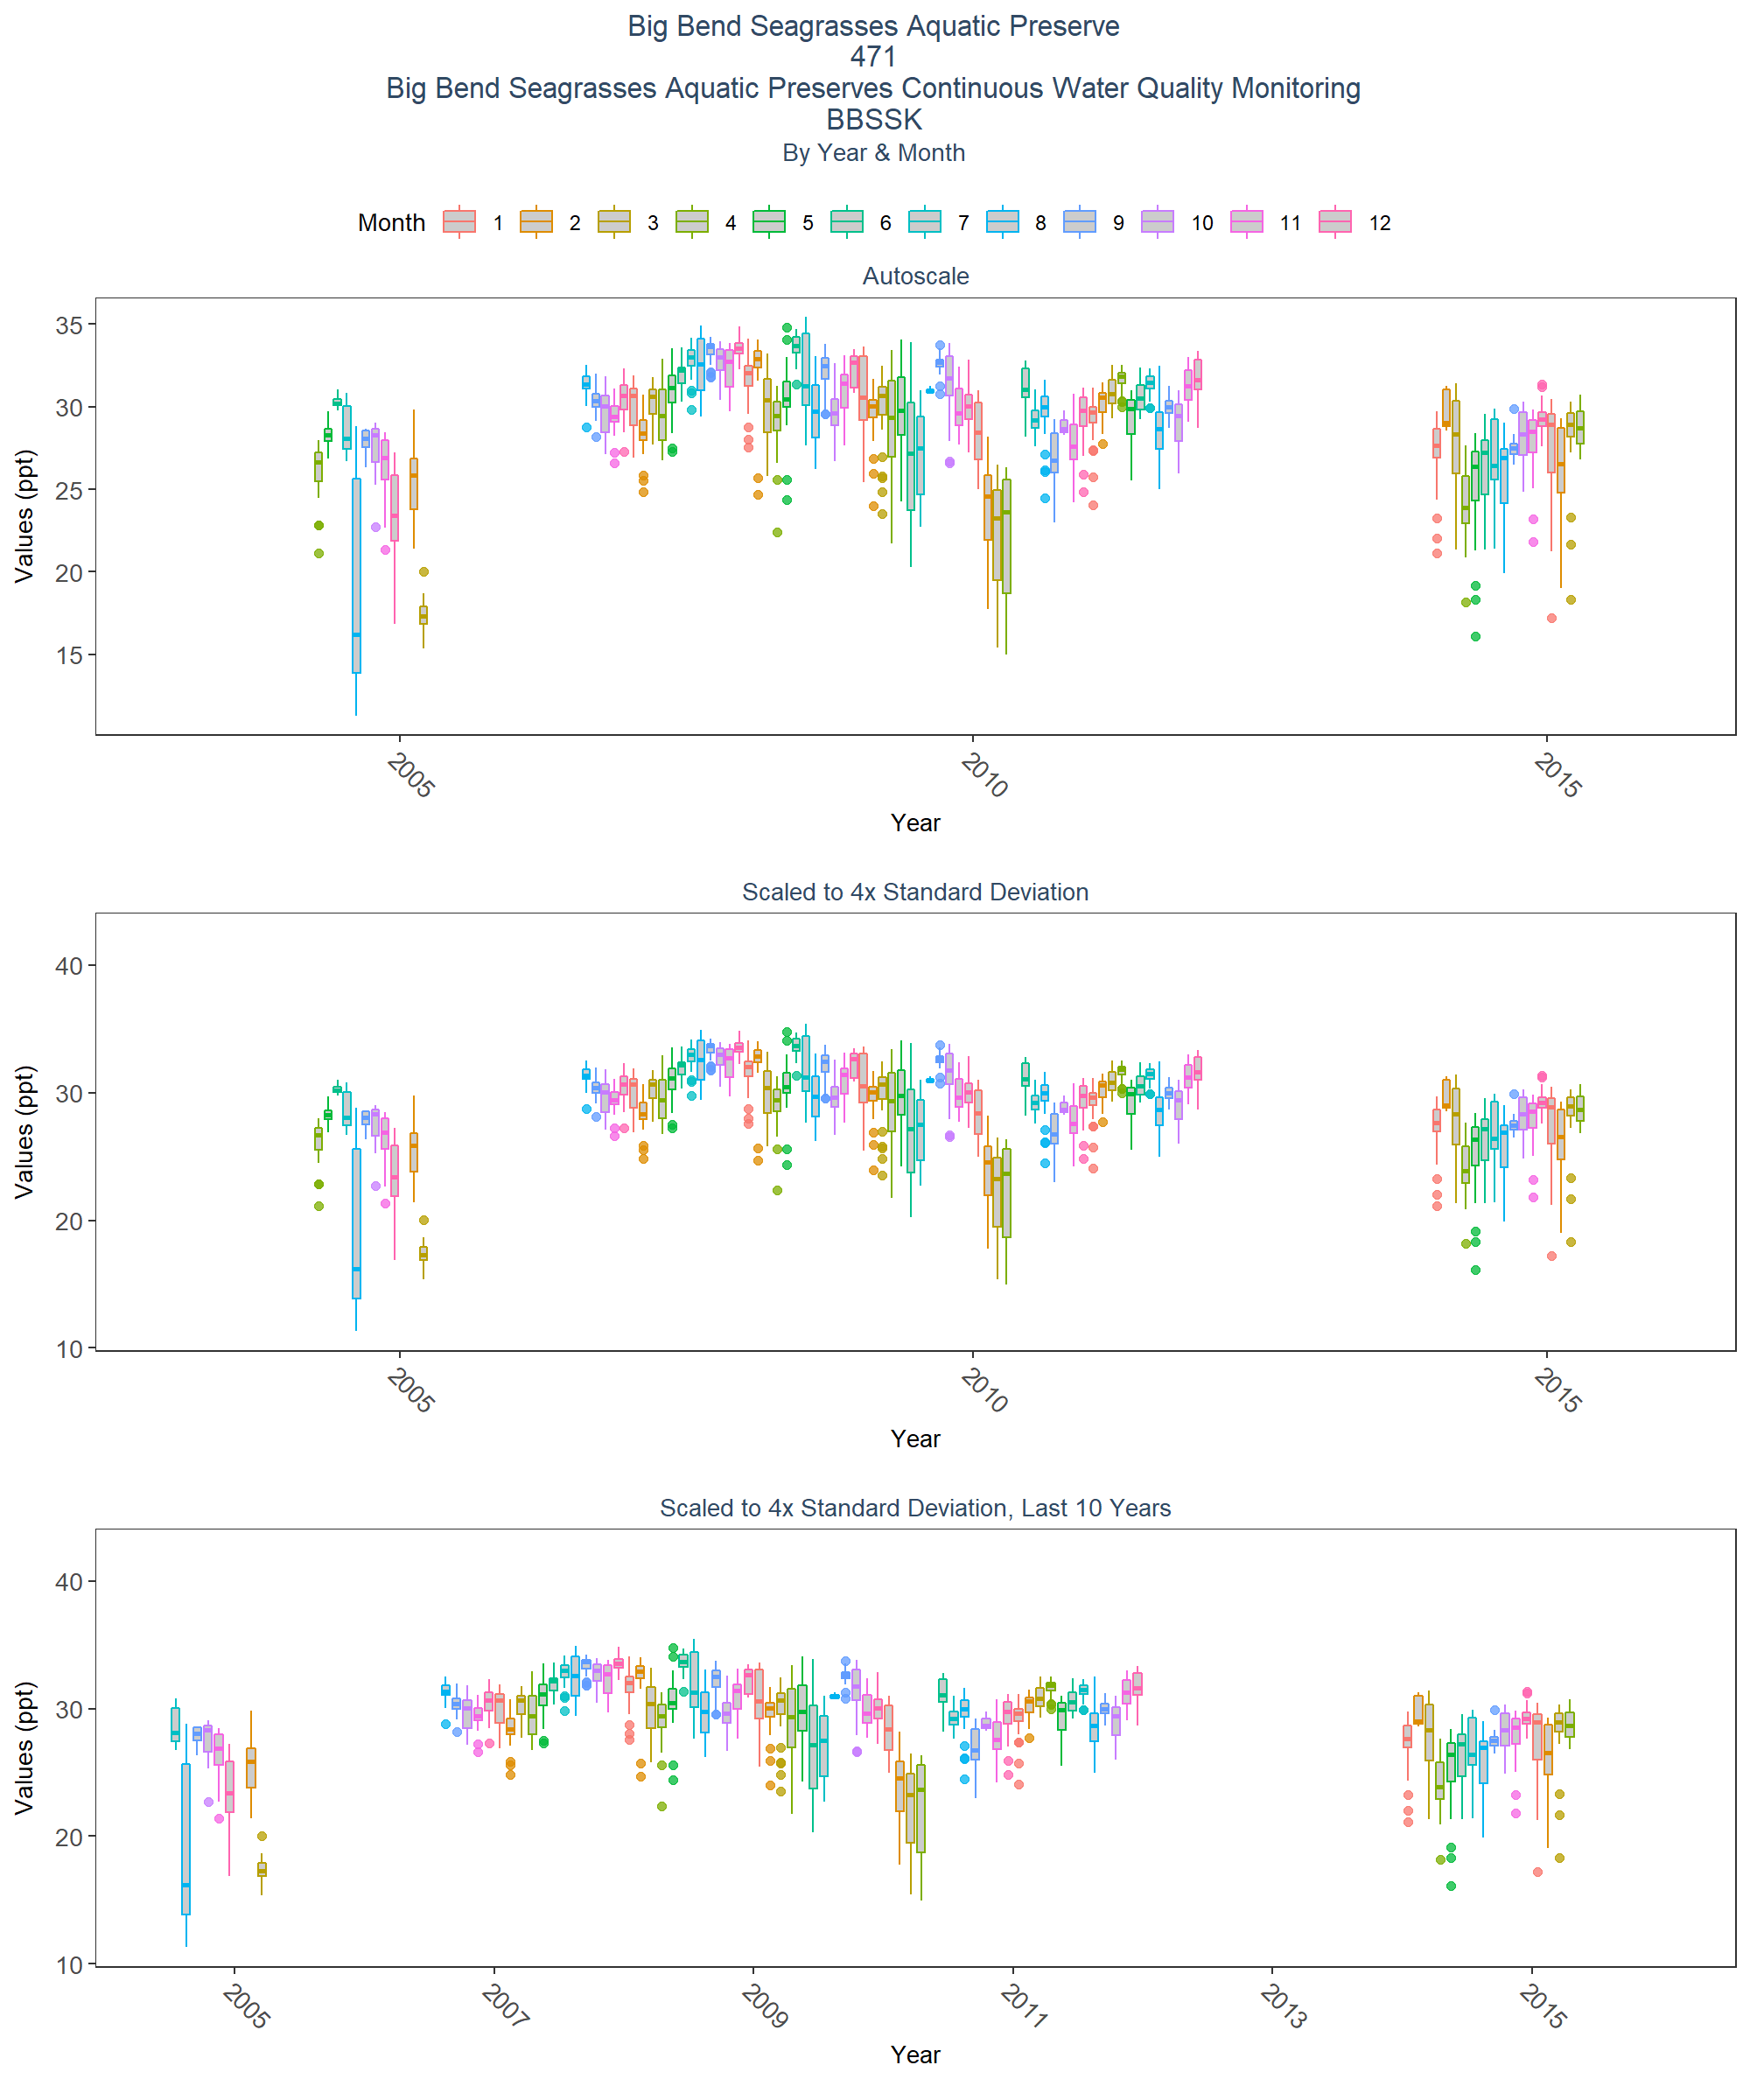 Big Bend Seagrasses Aquatic Preserve
471
Big Bend Seagrasses Aquatic Preserves Continuous Water Quality Monitoring
BBSSK
By Year & Month
Month 1 2 3 4 5 6 7 8 9 10 11 12
Autoscale
Values (ppt)
35
30
25
20
15
2005 2010 2015
Year
Scaled to 4x Standard Deviation
Values (ppt)
40
30
20
10
2005 2010 2015
Year
Scaled to 4x Standard Deviation, Last 10 Years
Values (ppt)
40
30
20
10
2005 2007 2009 2011 2013 2015
Year